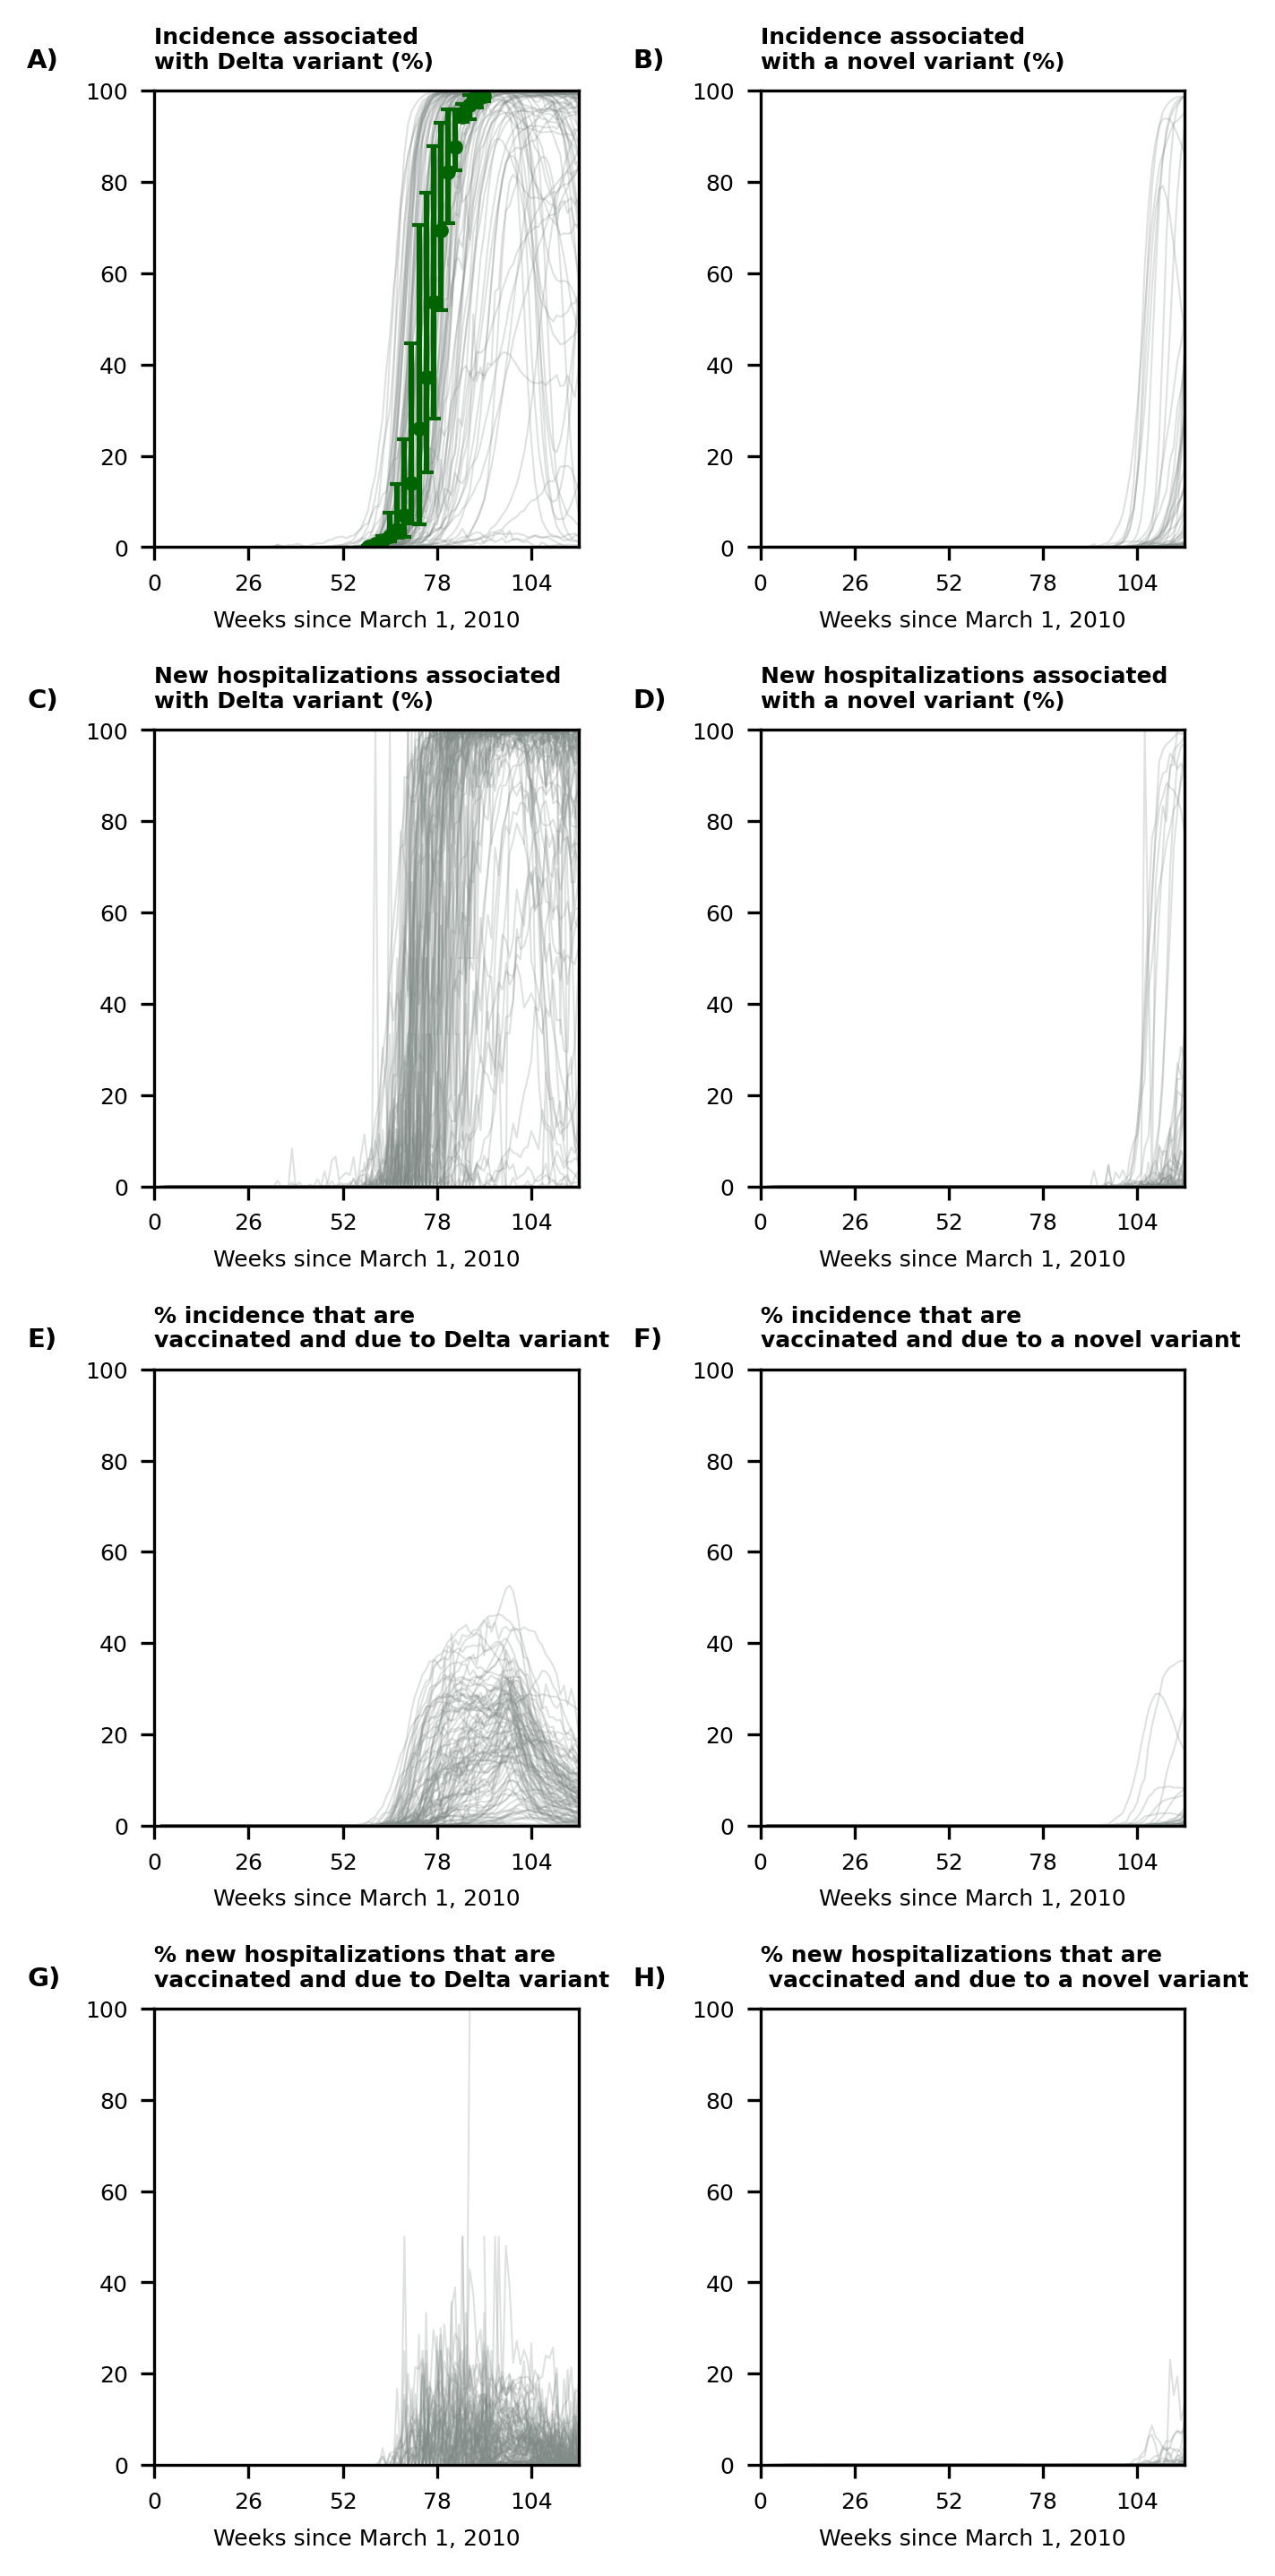 A)
Incidence associated
with Delta variant (%)
100
80
60
40
20
0
0 26 52 78 104
Weeks since March 1, 2010
B)
Incidence associated
with a novel variant (%)
100
80
60
40
20
0
0 26 52 78 104
Weeks since March 1, 2010
C)
New hospitalizations associated
with Delta variant (%)
100
80
60
40
20
0
0 26 52 78 104
Weeks since March 1, 2010
D)
New hospitalizations associated
with a novel variant (%)
100
80
60
40
20
0
0 26 52 78 104
Weeks since March 1, 2010
E)
% incidence that are
vaccinated and due to Delta variant
100
80
60
40
20
0
0 26 52 78 104
Weeks since March 1, 2010
F)
% incidence that are
vaccinated and due to a novel variant
100
80
60
40
20
0
0 26 52 78 104
Weeks since March 1, 2010
G)
% new hospitalizations that are
vaccinated and due to Delta variant
100
80
60
40
20
0
0 26 52 78 104
Weeks since March 1, 2010
H)
% new hospitalizations that are
vaccinated and due to a novel variant
100
80
60
40
20
0
0 26 52 78 104
Weeks since March 1, 2010